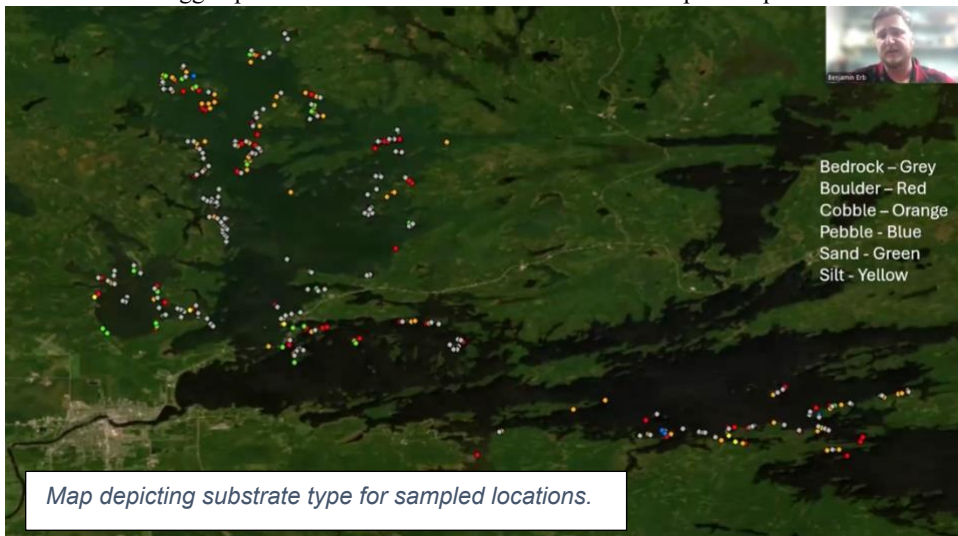 Benjamin Erb
Bedrock – Grey
Boulder – Red
Cobble – Orange
Pebble - Blue
Sand - Green
Silt - Yellow
Map depicting substrate type for sampled locations.